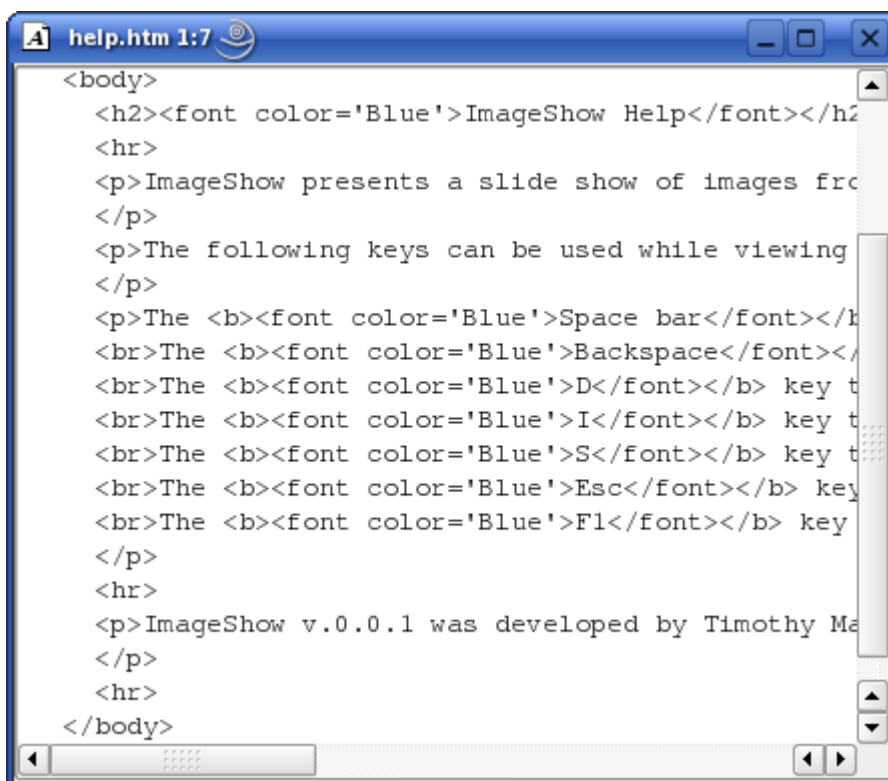 help.htm 1:7
<body>
<h2><font color='Blue'>ImageShow Help</font></h2
<hr>
<p>ImageShow presents a slide show of images fro
</p>
<p>The following keys can be used while viewing
</p>
<p>The <b><font color='Blue'>Space bar</font></b
<br>The <b><font color='Blue'>Backspace</font></
<br>The <b><font color='Blue'>D</font></b> key t
<br>The <b><font color='Blue'>I</font></b> key t
<br>The <b><font color='Blue'>S</font></b> key t
<br>The <b><font color='Blue'>Esc</font></b> key
<br>The <b><font color='Blue'>F1</font></b> key
</p>
<hr>
<p>ImageShow v.0.0.1 was developed by Timothy Ma
</p>
<hr>
</body>